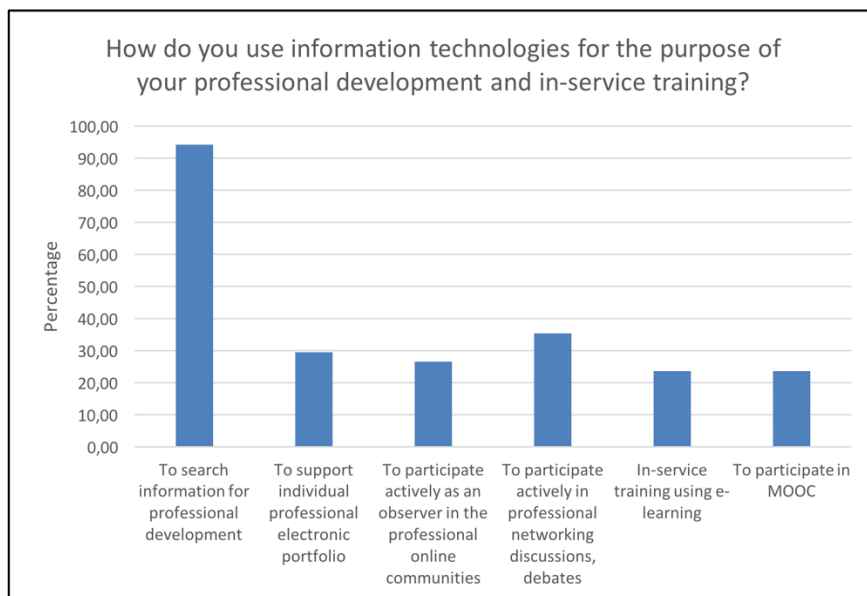 How do you use information technologies for the purpose of
your professional development and in-service training?
Percentage
100,00
90,00
80,00
70,00
60,00
50,00
40,00
30,00
20,00
10,00
0,00
To search
information for
professional
development
To support
individual
professional
electronic
portfolio
To participate
actively as an
observer in the
professional
online
communities
To participate
actively in
professional
networking
discussions,
debates
In-service
training using e-
learning
To participate in
MOOC